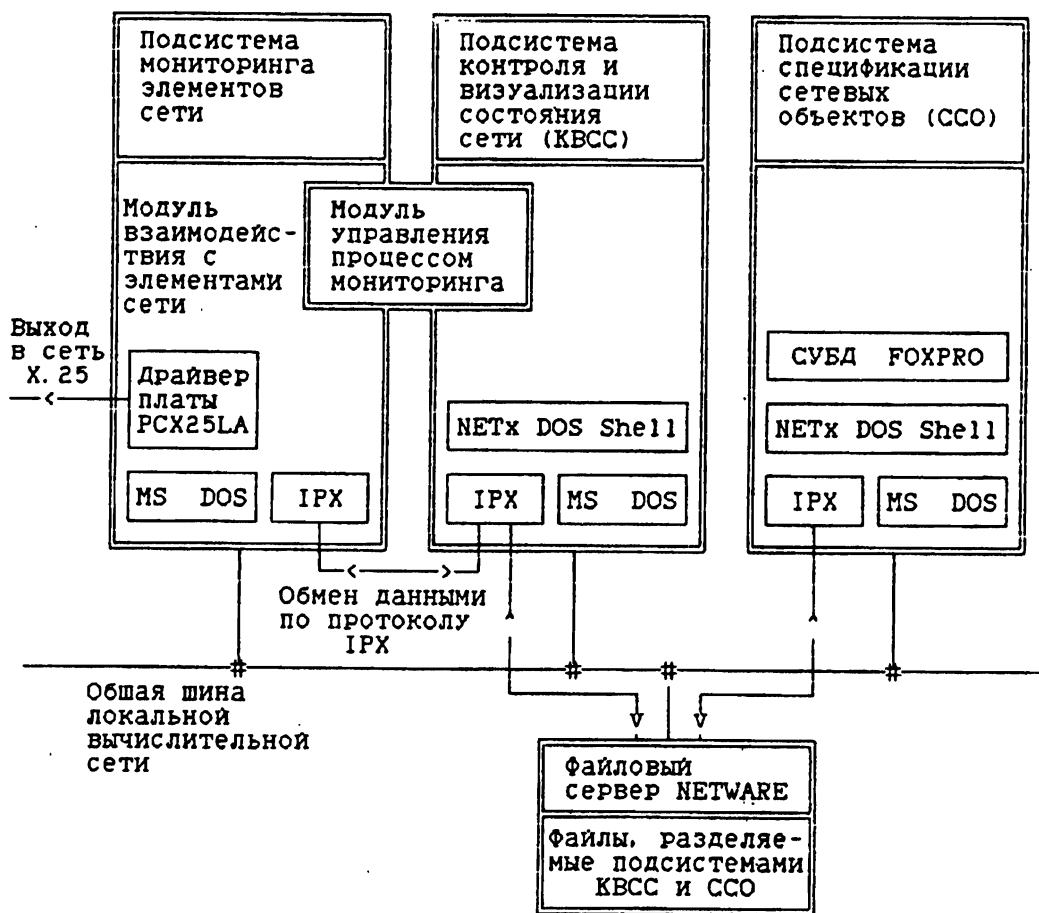 Подсистема
мониторинга
элементов
сети
Подсистема
контроля и
визуализации
состояния
сети (КВСС)
Подсистема
спецификации
сетевых
объектов (ССО)
Модуль
взаимодейс-
твия с
элементами
сети
Модуль
управления
процессом
мониторинга
Выход
в сеть
X.25
Драйвер
платы
PCX25LA
СУБД FOXPRO
NETx DOS Shell
NETx DOS Shell
MS DOS
IPX
IPX
MS DOS
IPX
MS DOS
Обмен данными
по протоколу
IPX
Обшая шина
локальной
вычислительной
сети
Файловый
сервер NETWARE
Файлы, разделяе-
мые подсистемами
КВСС и ССО